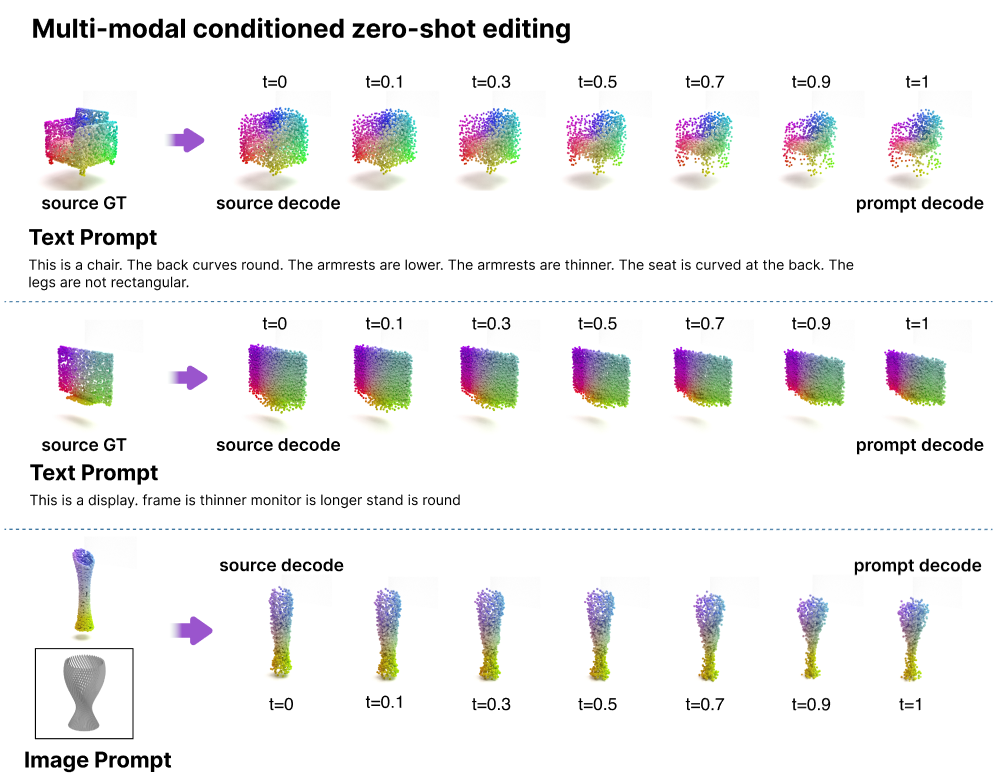 Multi-modal conditioned zero-shot editing
t=0 t=0.1 t=0.3 t=0.5 t=0.7 t=0.9 t=1
source GT source decode prompt decode
Text Prompt
This is a chair. The back curves round. The armrests are lower. The armrests are thinner. The seat is curved at the back. The
legs are not rectangular.
t=0 t=0.1 t=0.3 t=0.5 t=0.7 t=0.9 t=1
source GT source decode prompt decode
Text Prompt
This is a display. frame is thinner monitor is longer stand is round
source decode prompt decode
t=0 t=0.1 t=0.3 t=0.5 t=0.7 t=0.9 t=1
Image Prompt